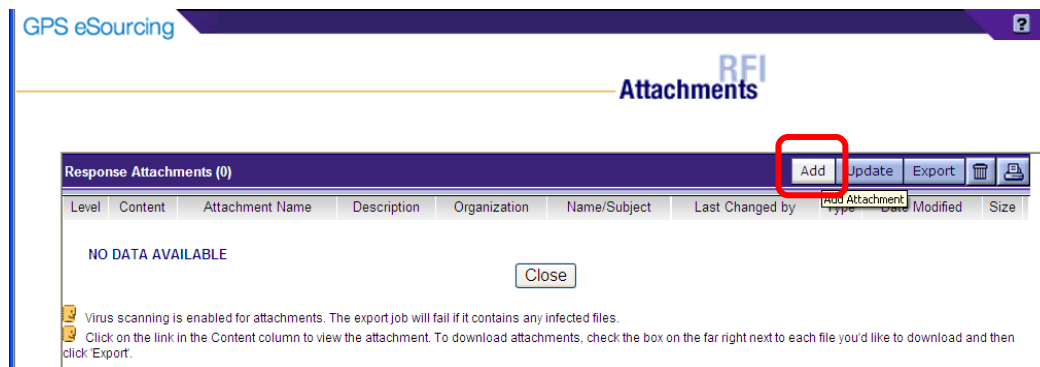 GPS eSourcing
?
RFI
Attachments
Response Attachments (0) Add Update Export
Add Attachment
Level Content Attachment Name Description Organization Name/Subject Last Changed by Type Date Modified Size
NO DATA AVAILABLE
Close
Virus scanning is enabled for attachments. The export job will fail if it contains any infected files.
Click on the link in the Content column to view the attachment. To download attachments, check the box on the far right next to each file you'd like to download and then
click 'Export'.